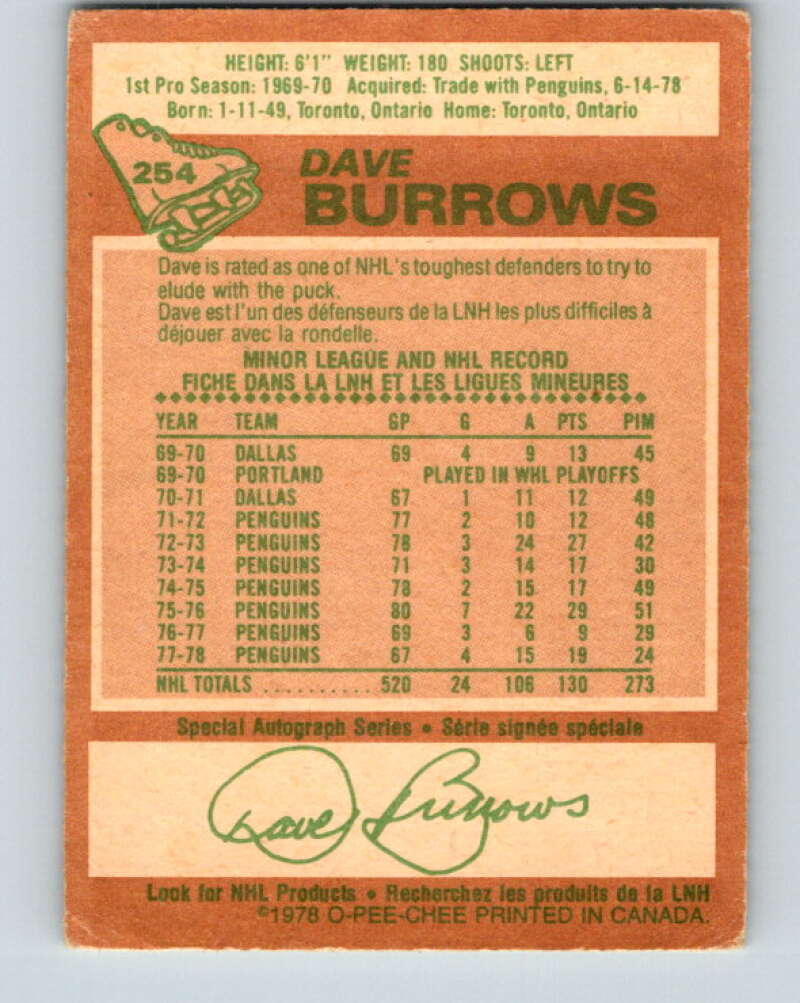 HEIGHT: 6'1" WEIGHT: 180 SHOOTS: LEFT
1st Pro Season: 1969-70 Acquired: Trade with Penguins, 6-14-78
Born: 1-11-49, Toronto, Ontario Home: Toronto, Ontario
254
DAVE
BURROWS
Dave is rated as one of NHL's toughest defenders to try to
elude with the puck.
Dave est l'un des défenseurs de la LNH les plus difficiles à
déjouer avec la rondelle.
MINOR LEAGUE AND NHL RECORD
FICHE DANS LA LNH ET LES LIGUES MINEURES
YEAR TEAM GP G A PTS PIM
69-70 DALLAS 69 4 9 13 45
69-70 PORTLAND PLAYED IN WHL PLAYOFFS
70-71 DALLAS 67 1 11 12 49
71-72 PENGUINS 77 2 10 12 48
72-73 PENGUINS 78 3 24 27 42
73-74 PENGUINS 71 3 14 17 30
74-75 PENGUINS 78 2 15 17 49
75-76 PENGUINS 80 7 22 29 51
76-77 PENGUINS 69 3 6 9 29
77-78 PENGUINS 67 4 15 19 24
NHL TOTALS .......... 520 24 106 130 273
Special Autograph Series • Série signée spéciale
Dave Burrows
Look for NHL Products • Recherchez les produits de la LNH
©1978 O-PEE-CHEE PRINTED IN CANADA.